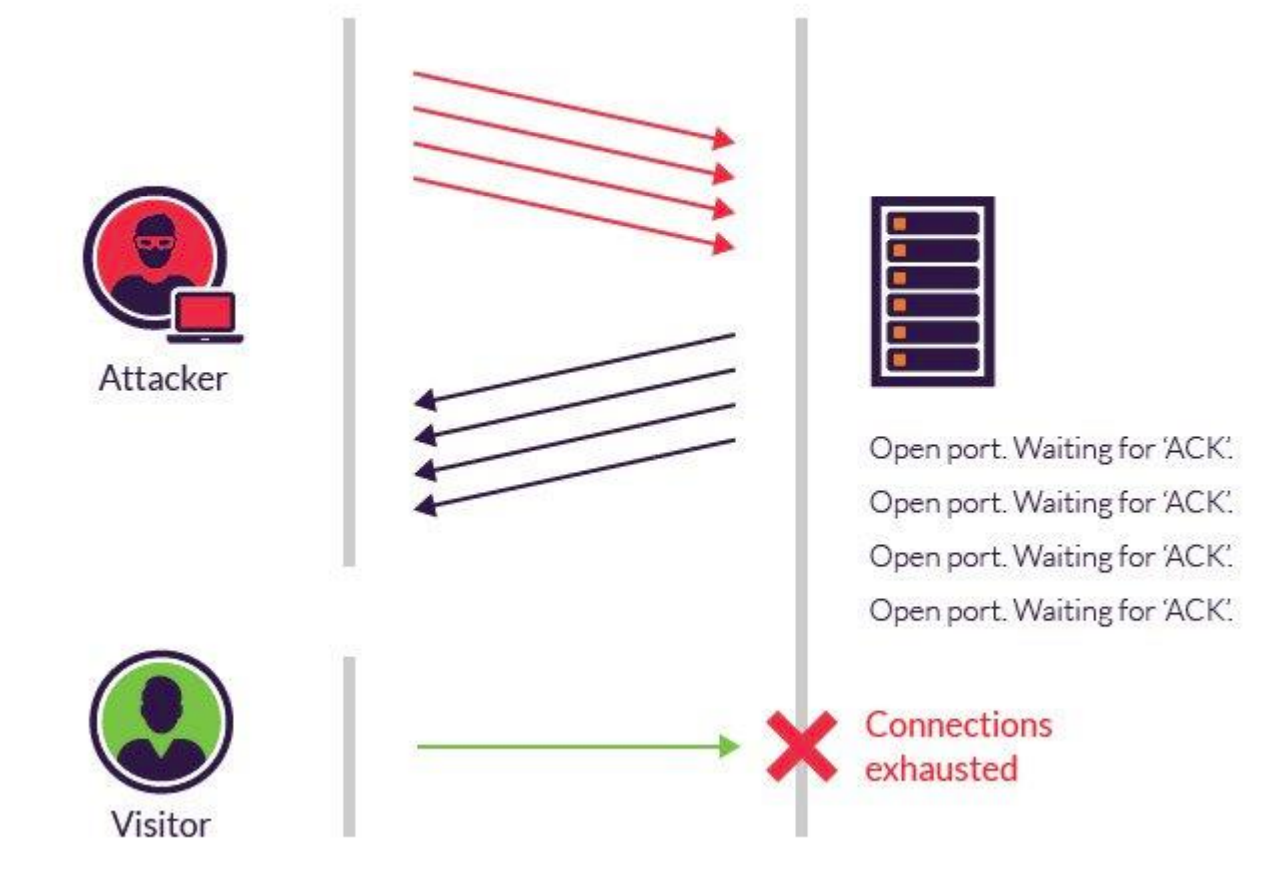 Attacker
Open port. Waiting for ‘ACK’.
Open port. Waiting for ‘ACK’.
Open port. Waiting for ‘ACK’.
Open port. Waiting for ‘ACK’.
Visitor
Connections
exhausted